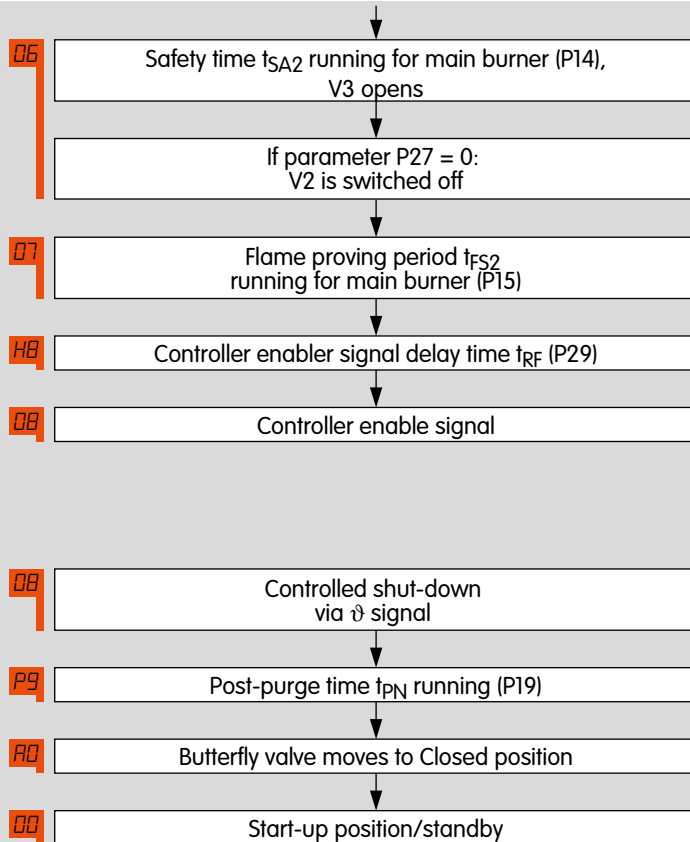 06
Safety time tSA2 running for main burner (P14),
V3 opens
If parameter P27 = 0:
V2 is switched off
07
Flame proving period tFS2
running for main burner (P15)
H8
Controller enabler signal delay time tRF (P29)
08
Controller enable signal
08
Controlled shut-down
via ϑ signal
P9
Post-purge time tPN running (P19)
A0
Butterfly valve moves to Closed position
00
Start-up position/standby